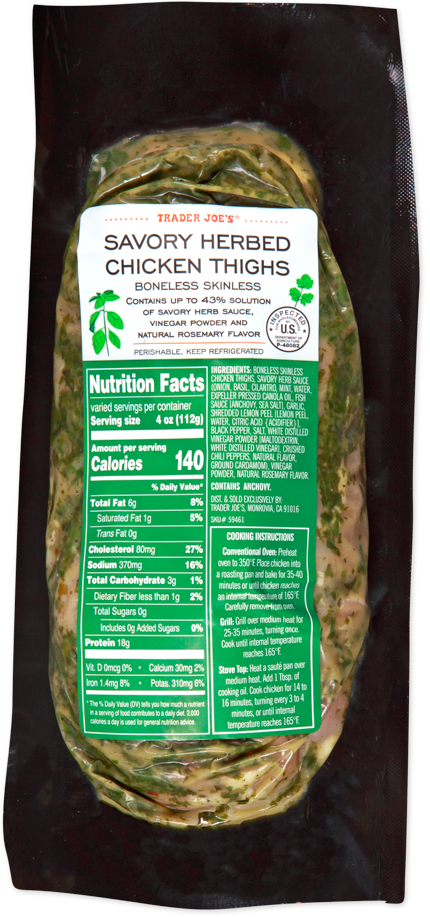 TRADER JOE'S®
SAVORY HERBED
CHICKEN THIGHS
BONELESS SKINLESS
CONTAINS UP TO 43% SOLUTION
OF SAVORY HERB SAUCE,
VINEGAR POWDER AND
NATURAL ROSEMARY FLAVOR
PERISHABLE, KEEP REFRIGERATED
INSPECTED
U.S.
DEPARTMENT OF
AGRICULTURE
P-48082
Nutrition Facts
varied servings per container
Serving size 4 oz (112g)
Amount per serving
Calories 140
% Daily Value*
Total Fat 6g 8%
Saturated Fat 1g 5%
Trans Fat 0g
Cholesterol 80mg 27%
Sodium 370mg 16%
Total Carbohydrate 3g 1%
Dietary Fiber less than 1g 2%
Total Sugars 0g
Includes 0g Added Sugars 0%
Protein 18g
Vit. D 0mcg 0% • Calcium 30mg 2%
Iron 1.4mg 8% • Potas. 310mg 6%
* The % Daily Value (DV) tells you how much a nutrient
in a serving of food contributes to a daily diet. 2,000
calories a day is used for general nutrition advice.
INGREDIENTS: BONELESS SKINLESS
CHICKEN THIGHS, SAVORY HERB SAUCE
(ONION, BASIL, CILANTRO, MINT, WATER,
EXPELLER PRESSED CANOLA OIL, FISH
SAUCE [ANCHOVY, SEA SALT], GARLIC,
SHREDDED LEMON PEEL [LEMON PEEL,
WATER, CITRIC ACID {ACIDIFIER}],
BLACK PEPPER, SALT, WHITE DISTILLED
VINEGAR POWDER [MALTODEXTRIN,
WHITE DISTILLED VINEGAR], CRUSHED
CHILI PEPPERS, NATURAL FLAVOR,
GROUND CARDAMOM), VINEGAR
POWDER, NATURAL ROSEMARY FLAVOR.
CONTAINS ANCHOVY.
DIST. & SOLD EXCLUSIVELY BY:
TRADER JOE'S, MONROVIA, CA 91016
SKU# 59461
COOKING INSTRUCTIONS
Conventional Oven: Preheat
oven to 350°F. Place chicken into
a roasting pan and bake for 35-40
minutes or until chicken reaches
an internal temperature of 165°F.
Carefully remove from oven.
Grill: Grill over medium heat for
25-35 minutes, turning once.
Cook until internal temperature
reaches 165°F.
Stove Top: Heat a sauté pan over
medium heat. Add 1 Tbsp. of
cooking oil. Cook chicken for 14 to
16 minutes, turning every 3 to 4
minutes, or until internal
temperature reaches 165°F.